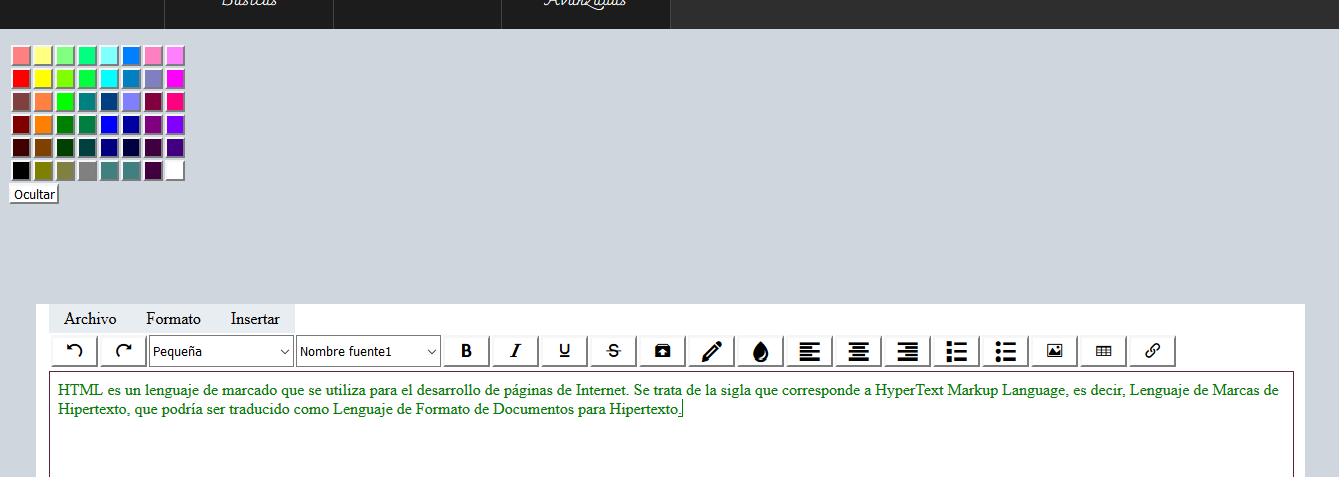 Básicas
Avanzadas
Ocultar
Archivo Formato Insertar
Pequeña Nombre fuente1 B I U S
HTML es un lenguaje de marcado que se utiliza para el desarrollo de páginas de Internet. Se trata de la sigla que corresponde a HyperText Markup Language, es decir, Lenguaje de Marcas de
Hipertexto, que podría ser traducido como Lenguaje de Formato de Documentos para Hipertexto.